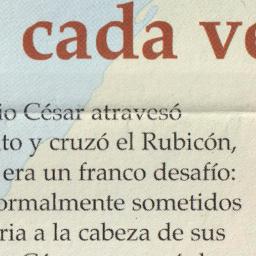 cada ve
io César atravesó
to y cruzó el Rubicón,
era un franco desafío:
ormalmente sometidos
ria a la cabeza de sus